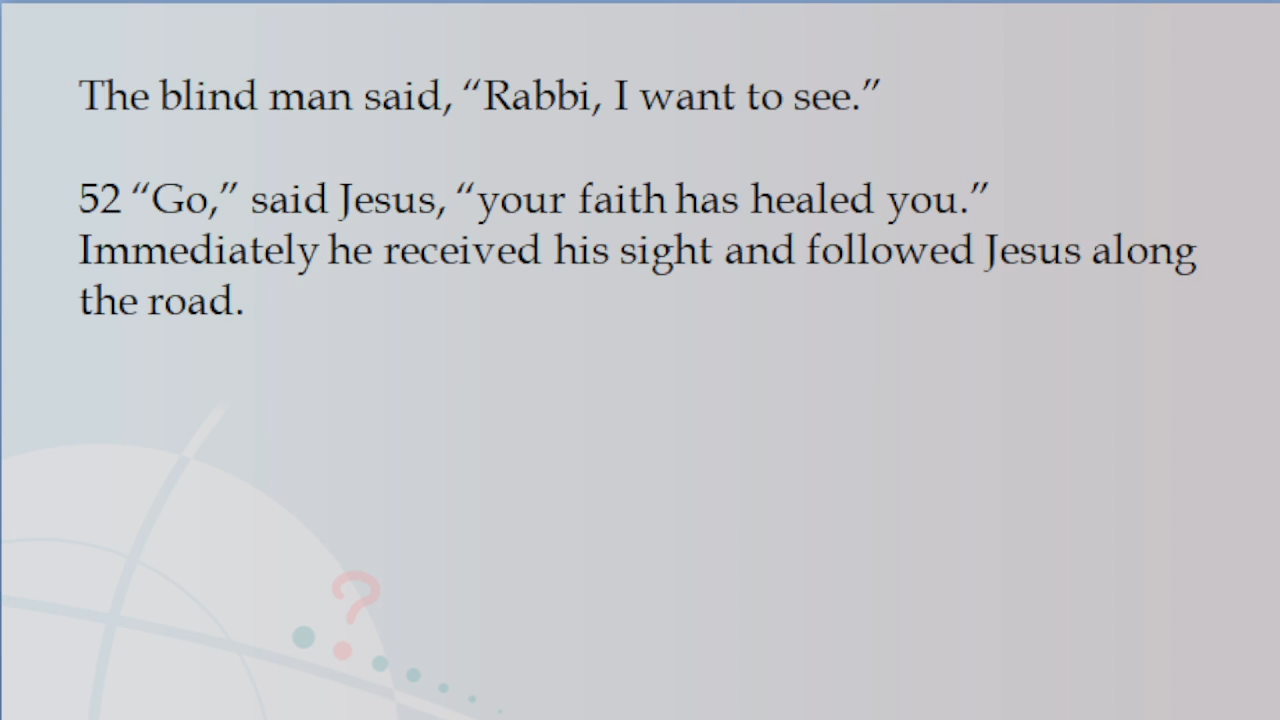 The blind man said, “Rabbi, I want to see.”
52 “Go,” said Jesus, “your faith has healed you.”
Immediately he received his sight and followed Jesus along
the road.
?